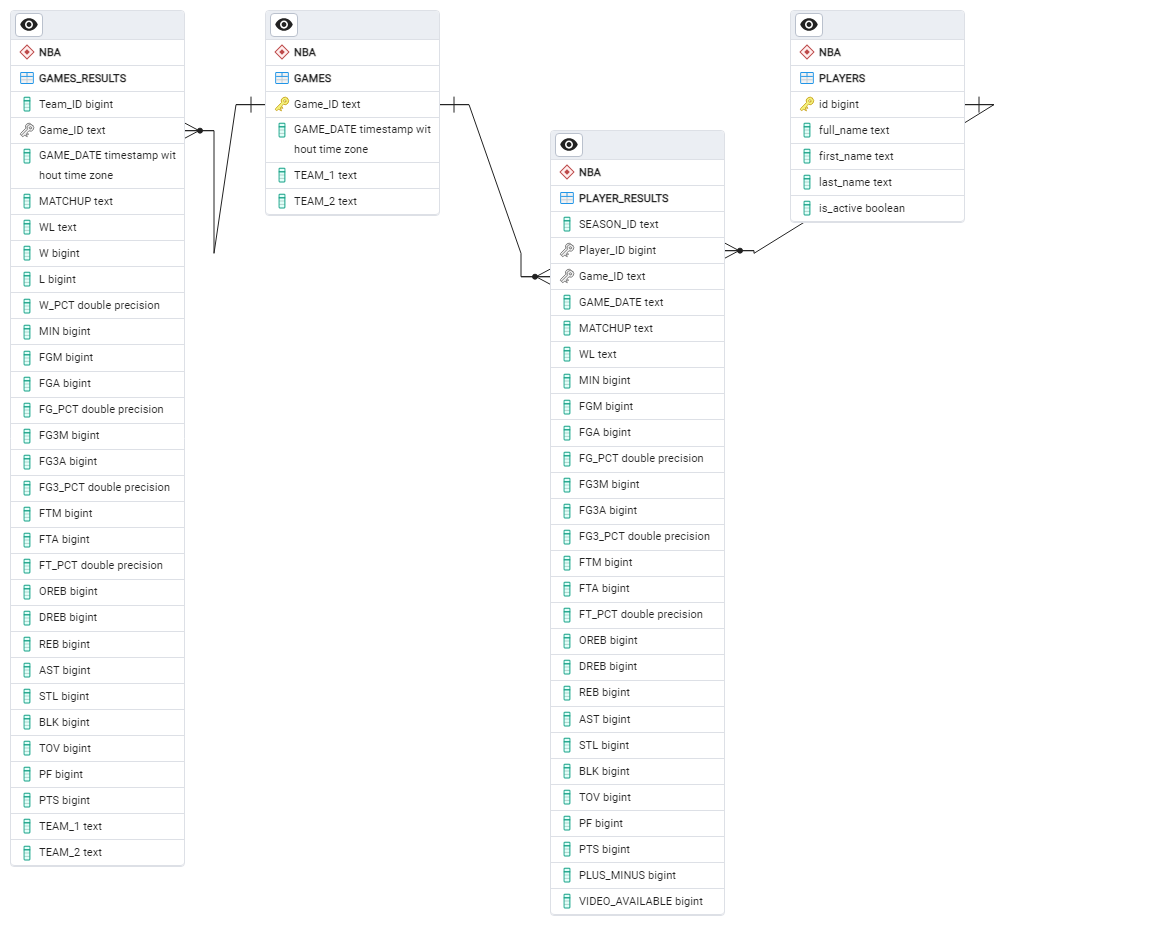 NBA
GAMES_RESULTS
Team_ID bigint
Game_ID text
GAME_DATE timestamp wit
hout time zone
MATCHUP text
WL text
W bigint
L bigint
W_PCT double precision
MIN bigint
FGM bigint
FGA bigint
FG_PCT double precision
FG3M bigint
FG3A bigint
FG3_PCT double precision
FTM bigint
FTA bigint
FT_PCT double precision
OREB bigint
DREB bigint
REB bigint
AST bigint
STL bigint
BLK bigint
TOV bigint
PF bigint
PTS bigint
TEAM_1 text
TEAM_2 text
NBA
GAMES
Game_ID text
GAME_DATE timestamp wit
hout time zone
TEAM_1 text
TEAM_2 text
NBA
PLAYER_RESULTS
SEASON_ID text
Player_ID bigint
Game_ID text
GAME_DATE text
MATCHUP text
WL text
MIN bigint
FGM bigint
FGA bigint
FG_PCT double precision
FG3M bigint
FG3A bigint
FG3_PCT double precision
FTM bigint
FTA bigint
FT_PCT double precision
OREB bigint
DREB bigint
REB bigint
AST bigint
STL bigint
BLK bigint
TOV bigint
PF bigint
PTS bigint
PLUS_MINUS bigint
VIDEO_AVAILABLE bigint
NBA
PLAYERS
id bigint
full_name text
first_name text
last_name text
is_active boolean